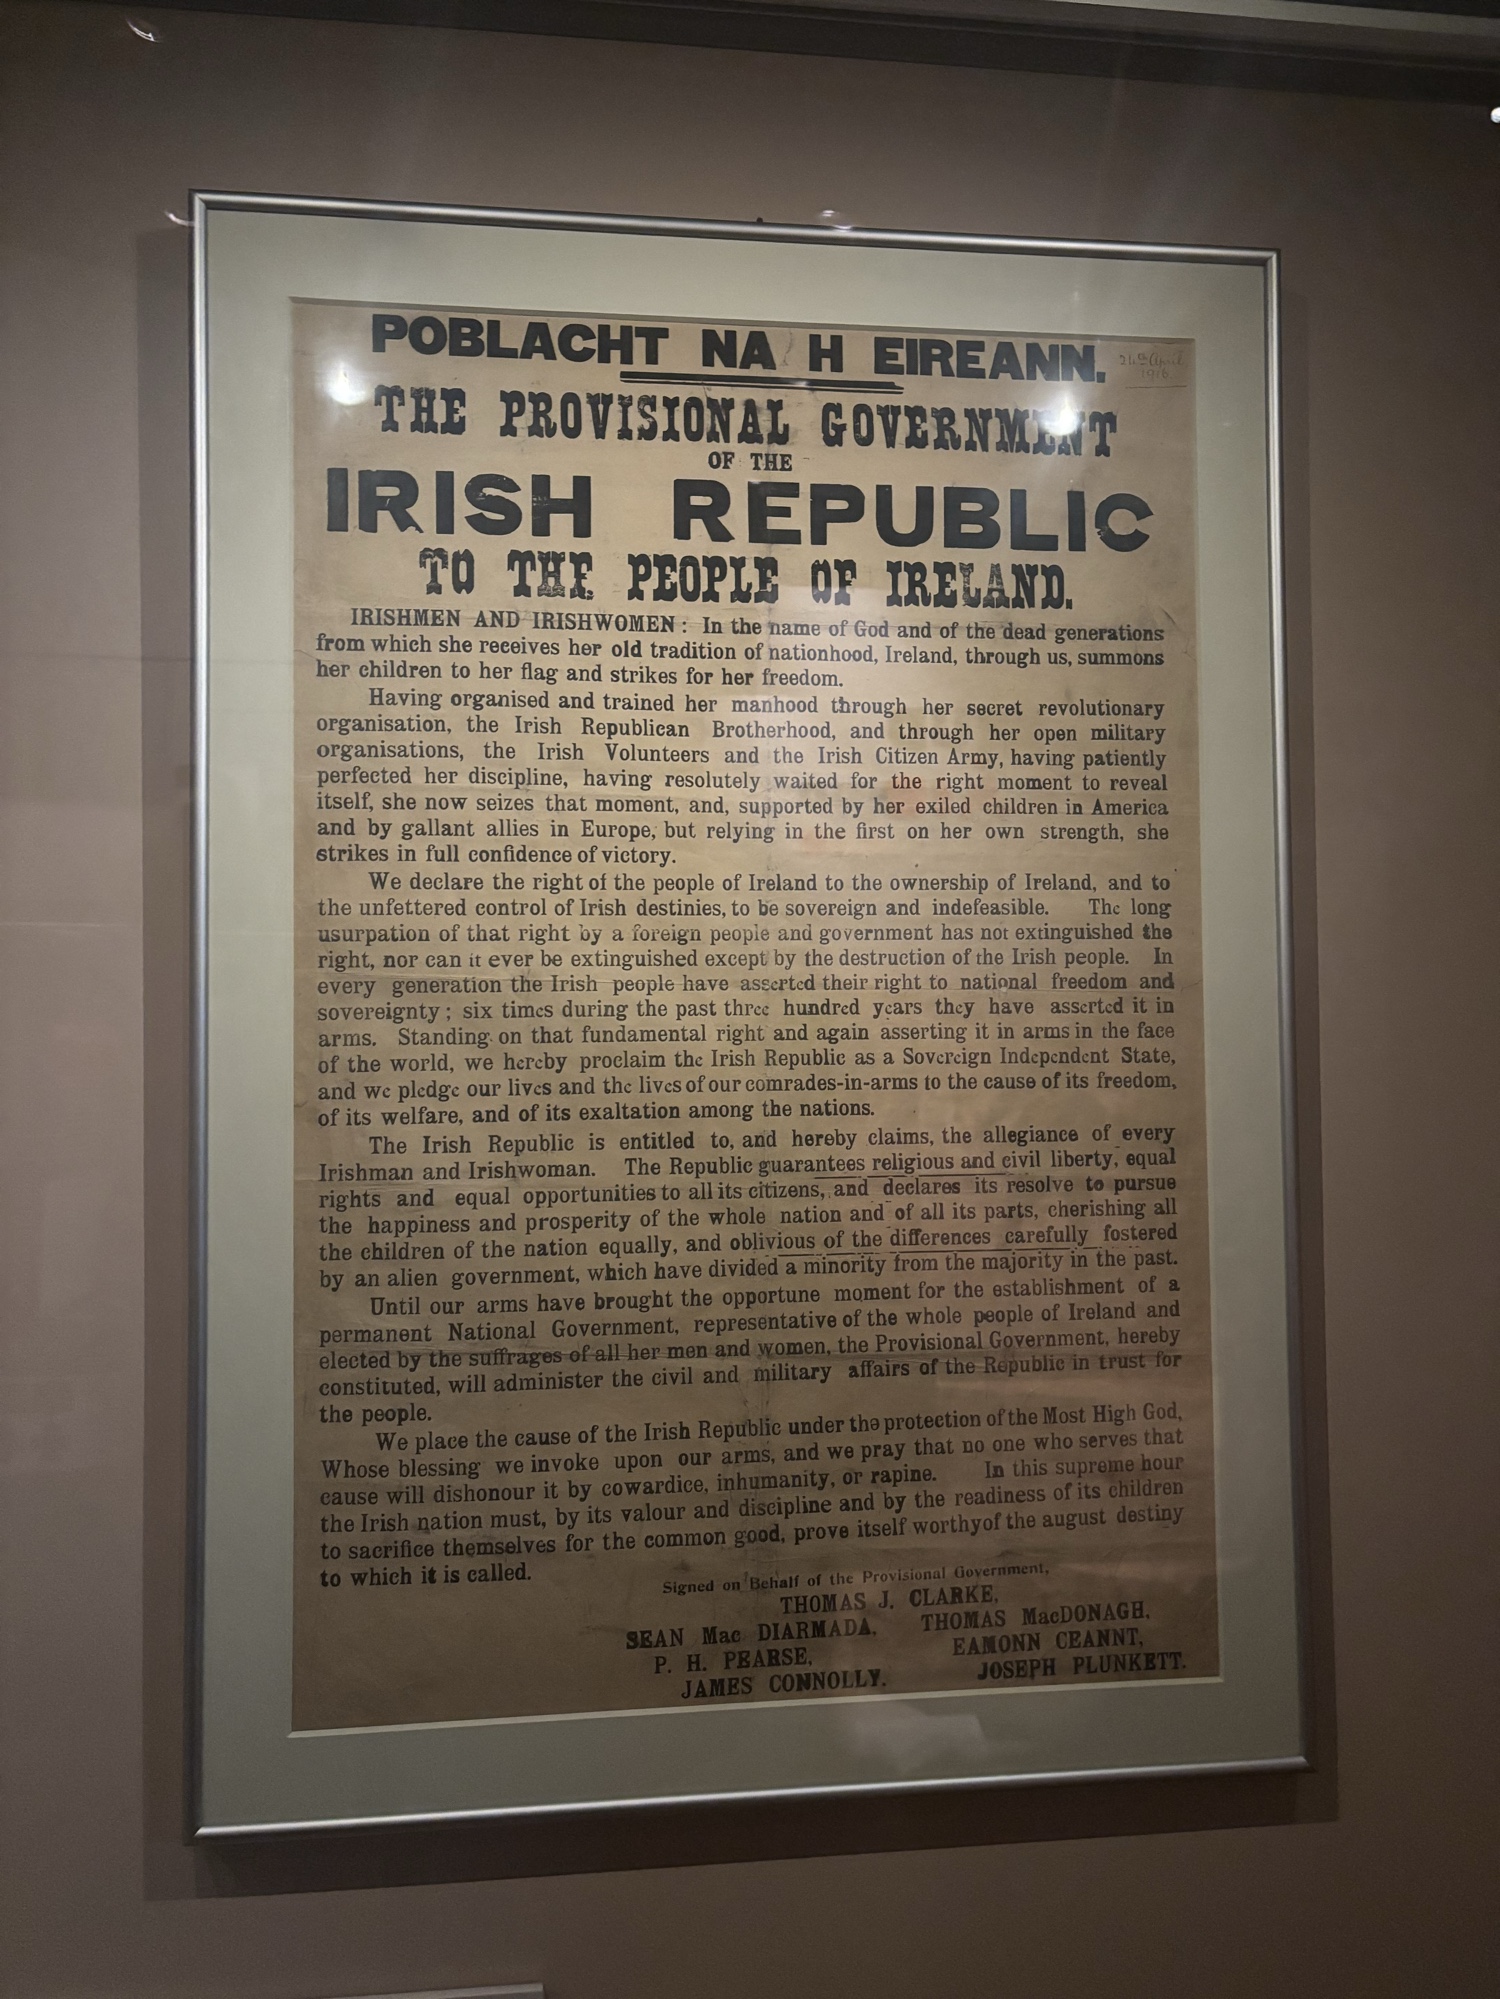 POBLACHT NA H EIREANN.
24th April
1916
THE PROVISIONAL GOVERNMENT
OF THE
IRISH REPUBLIC
TO THE PEOPLE OF IRELAND.
IRISHMEN AND IRISHWOMEN: In the name of God and of the dead generations
from which she receives her old tradition of nationhood, Ireland, through us, summons
her children to her flag and strikes for her freedom.
Having organised and trained her manhood through her secret revolutionary
organisation, the Irish Republican Brotherhood, and through her open military
organisations, the Irish Volunteers and the Irish Citizen Army, having patiently
perfected her discipline, having resolutely waited for the right moment to reveal
itself, she now seizes that moment, and, supported by her exiled children in America
and by gallant allies in Europe, but relying in the first on her own strength, she
strikes in full confidence of victory.
We declare the right of the people of Ireland to the ownership of Ireland, and to
the unfettered control of Irish destinies, to be sovereign and indefeasible. The long
usurpation of that right by a foreign people and government has not extinguished the
right, nor can it ever be extinguished except by the destruction of the Irish people. In
every generation the Irish people have asserted their right to national freedom and
sovereignty; six times during the past three hundred years they have asserted it in
arms. Standing on that fundamental right and again asserting it in arms in the face
of the world, we hereby proclaim the Irish Republic as a Sovereign Independent State,
and we pledge our lives and the lives of our comrades-in-arms to the cause of its freedom,
of its welfare, and of its exaltation among the nations.
The Irish Republic is entitled to, and hereby claims, the allegiance of every
Irishman and Irishwoman. The Republic guarantees religious and civil liberty, equal
rights and equal opportunities to all its citizens, and declares its resolve to pursue
the happiness and prosperity of the whole nation and of all its parts, cherishing all
the children of the nation equally, and oblivious of the differences carefully fostered
by an alien government, which have divided a minority from the majority in the past.
Until our arms have brought the opportune moment for the establishment of a
permanent National Government, representative of the whole people of Ireland and
elected by the suffrages of all her men and women, the Provisional Government, hereby
constituted, will administer the civil and military affairs of the Republic in trust for
the people.
We place the cause of the Irish Republic under the protection of the Most High God,
Whose blessing we invoke upon our arms, and we pray that no one who serves that
cause will dishonour it by cowardice, inhumanity, or rapine. In this supreme hour
the Irish nation must, by its valour and discipline and by the readiness of its children
to sacrifice themselves for the common good, prove itself worthyof the august destiny
to which it is called.
Signed on Behalf of the Provisional Government,
THOMAS J. CLARKE,
SEAN Mac DIARMADA, THOMAS MacDONAGH,
P. H. PEARSE, EAMONN CEANNT,
JAMES CONNOLLY. JOSEPH PLUNKETT.